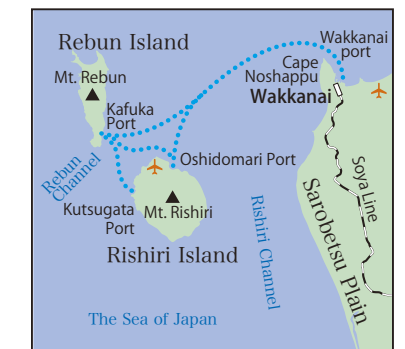 Rebun Island
Wakkanai
port
Cape
Noshappu
Mt. Rebun
Wakkanai
Kafuka
Port
Rebun
Channel
Oshidomari Port
Soya Line
Kutsugata
Port
Mt. Rishiri
Rishiri Channel
Sarobetsu Plain
Rishiri Island
The Sea of Japan